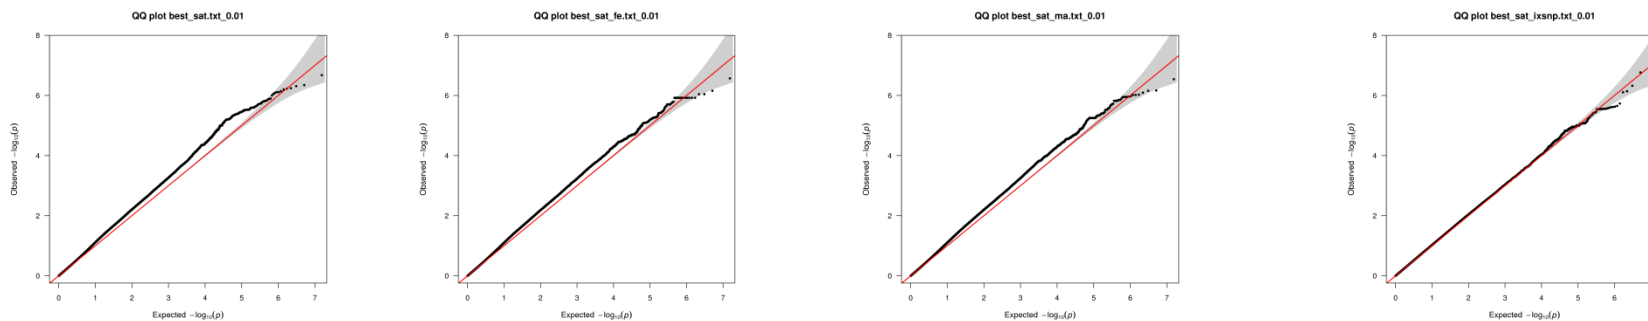 QQ plot best_sat.txt_0.01
8
6
4
2
0
Observed −log₁₀(p)
0 1 2 3 4 5 6 7
Expected −log₁₀(p)
QQ plot best_sat_fe.txt_0.01
8
6
4
2
0
Observed −log₁₀(p)
0 1 2 3 4 5 6 7
Expected −log₁₀(p)
QQ plot best_sat_ma.txt_0.01
8
6
4
2
0
Observed −log₁₀(p)
0 1 2 3 4 5 6 7
Expected −log₁₀(p)
QQ plot best_sat_ixsnp.txt_0.01
8
6
4
2
0
Observed −log₁₀(p)
0 1 2 3 4 5 6
Expected −log₁₀(p)